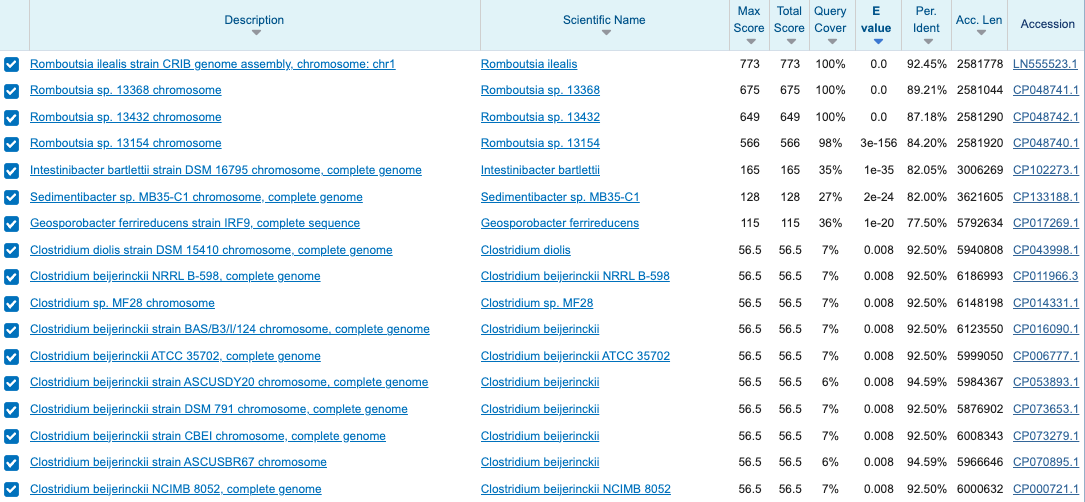 Description Scientific Name Max Score Total Score Query Cover E value Per. Ident Acc. Len Accession
Romboutsia ilealis strain CRIB genome assembly, chromosome: chr1 Romboutsia ilealis 773 773 100% 0.0 92.45% 2581778 LN555523.1
Romboutsia sp. 13368 chromosome Romboutsia sp. 13368 675 675 100% 0.0 89.21% 2581044 CP048741.1
Romboutsia sp. 13432 chromosome Romboutsia sp. 13432 649 649 100% 0.0 87.18% 2581290 CP048742.1
Romboutsia sp. 13154 chromosome Romboutsia sp. 13154 566 566 98% 3e-156 84.20% 2581920 CP048740.1
Intestinibacter bartlettii strain DSM 16795 chromosome, complete genome Intestinibacter bartlettii 165 165 35% 1e-35 82.05% 3006269 CP102273.1
Sedimentibacter sp. MB35-C1 chromosome, complete genome Sedimentibacter sp. MB35-C1 128 128 27% 2e-24 82.00% 3621605 CP133188.1
Geosporobacter ferrireducens strain IRF9, complete sequence Geosporobacter ferrireducens 115 115 36% 1e-20 77.50% 5792634 CP017269.1
Clostridium diolis strain DSM 15410 chromosome, complete genome Clostridium diolis 56.5 56.5 7% 0.008 92.50% 5940808 CP043998.1
Clostridium beijerinckii NRRL B-598, complete genome Clostridium beijerinckii NRRL B-598 56.5 56.5 7% 0.008 92.50% 6186993 CP011966.3
Clostridium sp. MF28 chromosome Clostridium sp. MF28 56.5 56.5 7% 0.008 92.50% 6148198 CP014331.1
Clostridium beijerinckii strain BAS/B3/I/124 chromosome, complete genome Clostridium beijerinckii 56.5 56.5 7% 0.008 92.50% 6123550 CP016090.1
Clostridium beijerinckii ATCC 35702, complete genome Clostridium beijerinckii ATCC 35702 56.5 56.5 7% 0.008 92.50% 5999050 CP006777.1
Clostridium beijerinckii strain ASCUSDY20 chromosome, complete genome Clostridium beijerinckii 56.5 56.5 6% 0.008 94.59% 5984367 CP053893.1
Clostridium beijerinckii strain DSM 791 chromosome, complete genome Clostridium beijerinckii 56.5 56.5 7% 0.008 92.50% 5876902 CP073653.1
Clostridium beijerinckii strain CBEI chromosome, complete genome Clostridium beijerinckii 56.5 56.5 7% 0.008 92.50% 6008343 CP073279.1
Clostridium beijerinckii strain ASCUSBR67 chromosome Clostridium beijerinckii 56.5 56.5 6% 0.008 94.59% 5966646 CP070895.1
Clostridium beijerinckii NCIMB 8052, complete genome Clostridium beijerinckii NCIMB 8052 56.5 56.5 7% 0.008 92.50% 6000632 CP000721.1